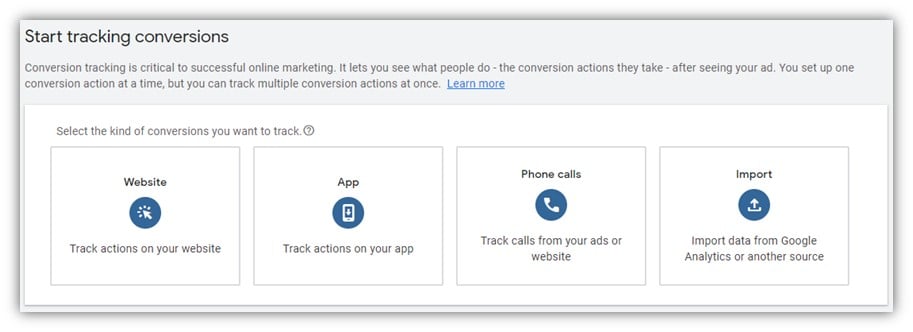 Start tracking conversions
Conversion tracking is critical to successful online marketing. It lets you see what people do - the conversion actions they take - after seeing your ad. You set up one
conversion action at a time, but you can track multiple conversion actions at once. Learn more
Select the kind of conversions you want to track.
Website
Track actions on your website
App
Track actions on your app
Phone calls
Track calls from your ads or
website
Import
Import data from Google
Analytics or another source